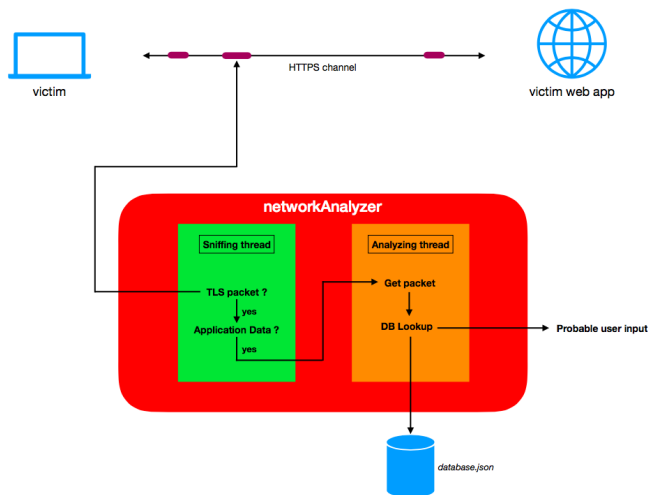 HTTPS channel
victim
victim web app
networkAnalyzer
Sniffing thread
Analyzing thread
TLS packet ?
Get packet
yes
Application Data ?
DB Lookup
Probable user input
yes
database.json